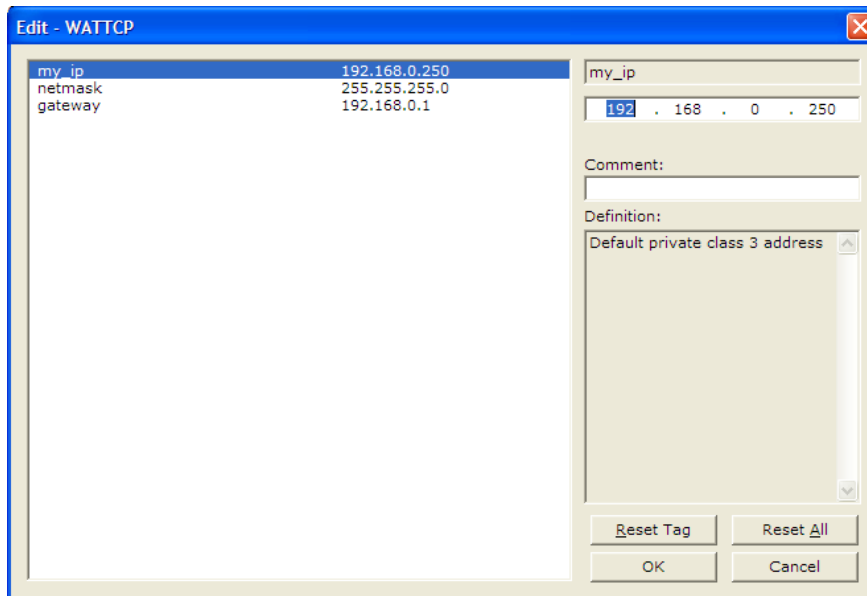 Edit - WATTCP
my_ip 192.168.0.250
netmask 255.255.255.0
gateway 192.168.0.1
my_ip
192 . 168 . 0 . 250
Comment:
Definition:
Default private class 3 address
Reset Tag Reset All
OK Cancel